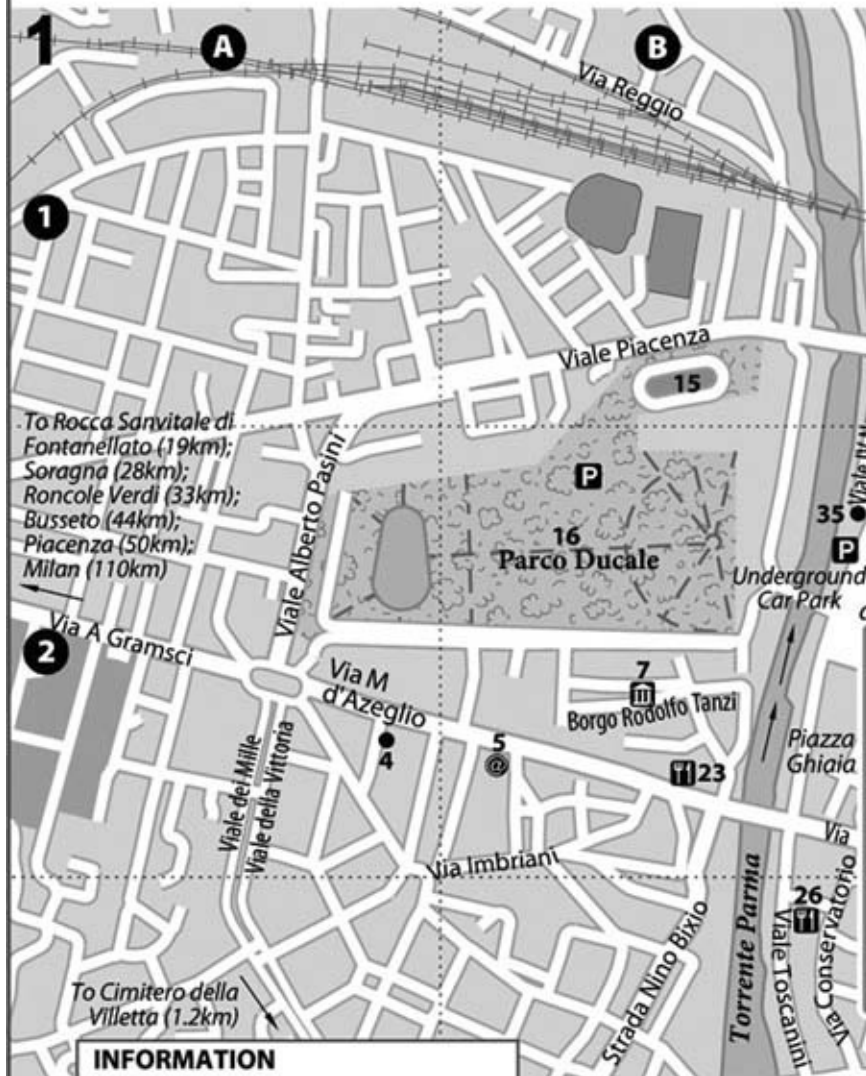 1
A
B
Via Reggio
1
Viale Piacenza
15
To Rocca Sanvitale di
Fontanellato (19km);
Soragna (28km);
Roncole Verdi (33km);
Busseto (44km);
Piacenza (50km);
Milan (110km)
Viale Alberto Pasini
P
16
Parco Ducale
35
P
Underground
Car Park
Via A Gramsci
2
Via M
d'Azeglio
7
Borgo Rodolfo Tanzi
4
5
@
23
Piazza
Ghiaia
Viale dei Mille
Viale della Vittoria
Via
Via Imbriani
26
Torrente Parma
Viale Toscanini
Via Conservatorio
Strada Nino Bixio
To Cimitero della
Villetta (1.2km)
INFORMATION